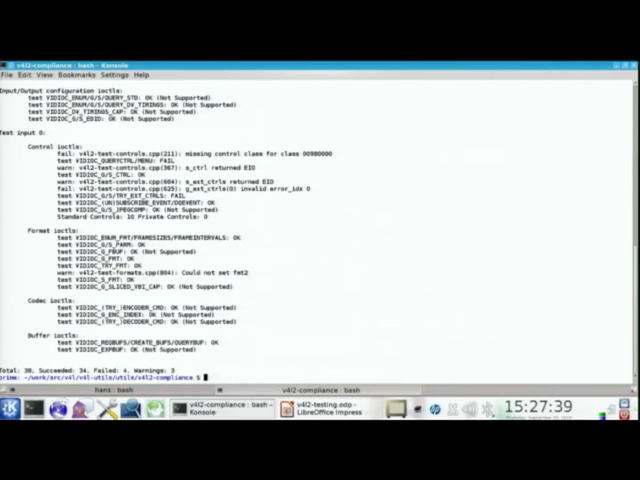 v4l2-compliance : bash - Konsole
File Edit View Bookmarks Settings Help
Input/Output configuration ioctls:
test VIDIOC_ENUM/G/S/QUERY_STD: OK (Not Supported)
test VIDIOC_ENUM/G/S/QUERY_DV_TIMINGS: OK (Not Supported)
test VIDIOC_DV_TIMINGS_CAP: OK (Not Supported)
test VIDIOC_G/S_EDID: OK (Not Supported)
Test input 0:
Control ioctls:
fail: v4l2-test-controls.cpp(211): missing control class for class 00980000
test VIDIOC_QUERYCTRL/MENU: FAIL
warn: v4l2-test-controls.cpp(367): s_ctrl returned EIO
test VIDIOC_G/S_CTRL: OK
warn: v4l2-test-controls.cpp(604): s_ext_ctrls returned EIO
fail: v4l2-test-controls.cpp(625): g_ext_ctrls(0) invalid error_idx 0
test VIDIOC_G/S/TRY_EXT_CTRLS: FAIL
test VIDIOC_(UN)SUBSCRIBE_EVENT/DQEVENT: OK
test VIDIOC_G/S_JPEGCOMP: OK (Not Supported)
Standard Controls: 10 Private Controls: 0
Format ioctls:
test VIDIOC_ENUM_FMT/FRAMESIZES/FRAMEINTERVALS: OK
test VIDIOC_G/S_PARM: OK
test VIDIOC_G_FBUF: OK (Not Supported)
test VIDIOC_G_FMT: OK
test VIDIOC_TRY_FMT: OK
warn: v4l2-test-formats.cpp(804): Could not set fmt2
test VIDIOC_S_FMT: OK
test VIDIOC_G_SLICED_VBI_CAP: OK (Not Supported)
Codec ioctls:
test VIDIOC_(TRY_)ENCODER_CMD: OK (Not Supported)
test VIDIOC_G_ENC_INDEX: OK (Not Supported)
test VIDIOC_(TRY_)DECODER_CMD: OK (Not Supported)
Buffer ioctls:
test VIDIOC_REQBUFS/CREATE_BUFS/QUERYBUF: OK
test VIDIOC_EXPBUF: OK (Not Supported)
Total: 38, Succeeded: 34, Failed: 4, Warnings: 3
prime: ~/work/src/v4l/v4l-utils/utils/v4l2-compliance $
hans : bash
v4l2-compliance : bash
v4l2-compliance : bash –
Konsole
v4l2-testing.odp -
LibreOffice Impress
15:27:39